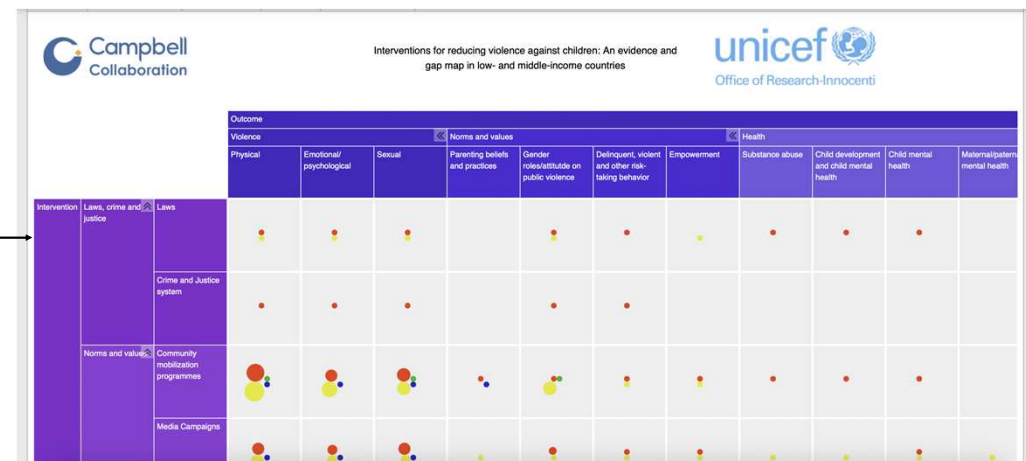 Campbell
Collaboration
Interventions for reducing violence against children: An evidence and
gap map in low- and middle-income
countries
unicef
Office of Research-Innocenti
Outcome
Violence
Norms and values
Health
Physical
Emotional/
psychological
Sexual
Parenting beliefs
and practices
Gender
roles/attitutde on
public violence
Delinquent, violent
and other risk-
taking behavior
Empowerment
Substance abuse
Child development
and child mental
health
Child mental
health
Maternal/patern
mental health
Intervention
Laws, crime and
justice
Laws
Crime and Justice
system
Norms and values
Community
mobilization
programmes
Media Campaigns